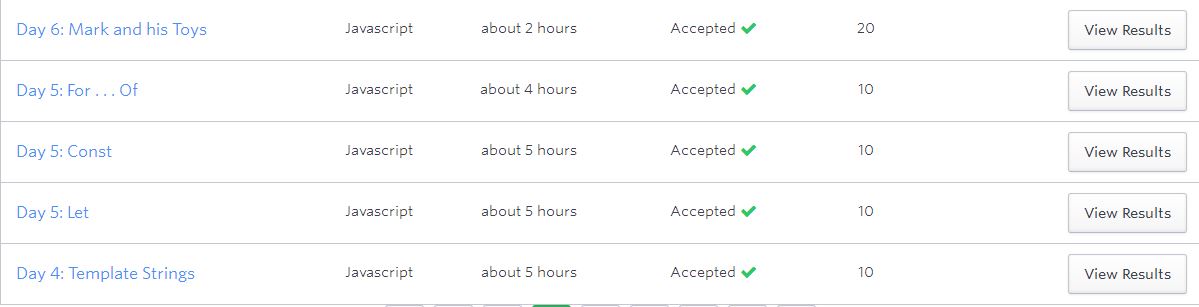 Day 6: Mark and his Toys Javascript about 2 hours Accepted 20 View Results
Day 5: For . . . Of Javascript about 4 hours Accepted 10 View Results
Day 5: Const Javascript about 5 hours Accepted 10 View Results
Day 5: Let Javascript about 5 hours Accepted 10 View Results
Day 4: Template Strings Javascript about 5 hours Accepted 10 View Results